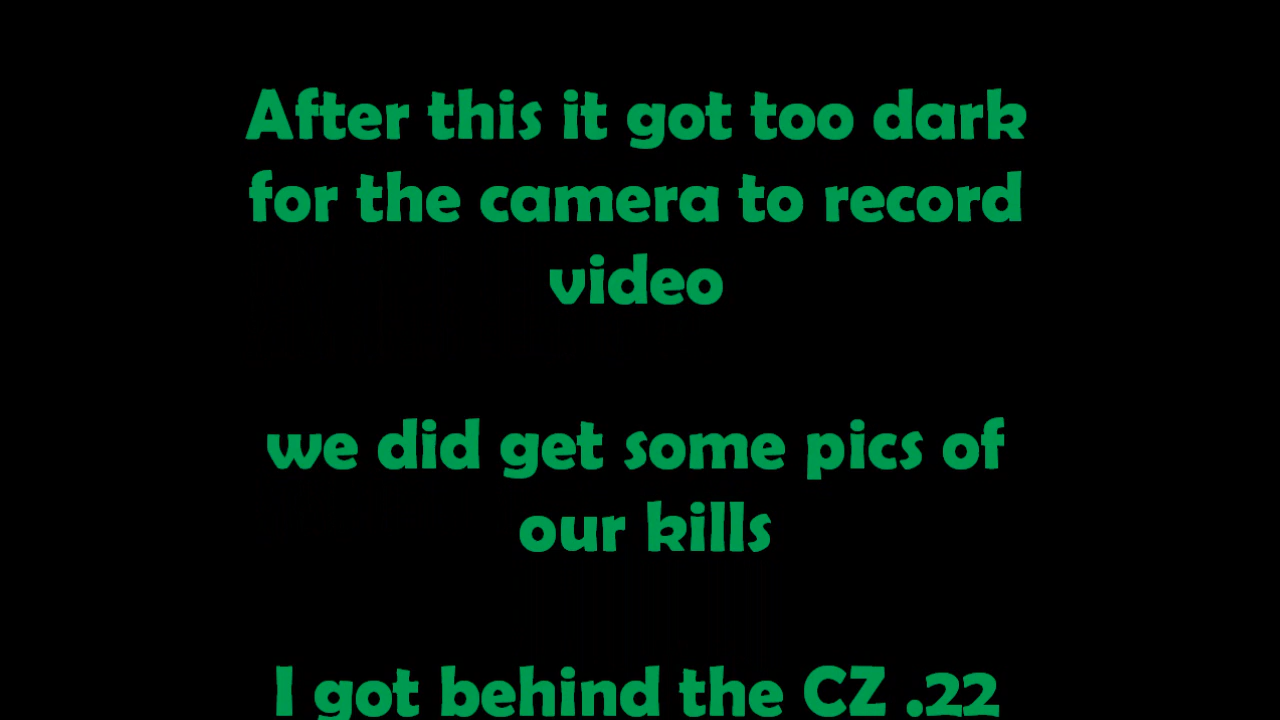 After this it got too dark
for the camera to record
video
we did get some pics of
our kills
I got behind the CZ .22